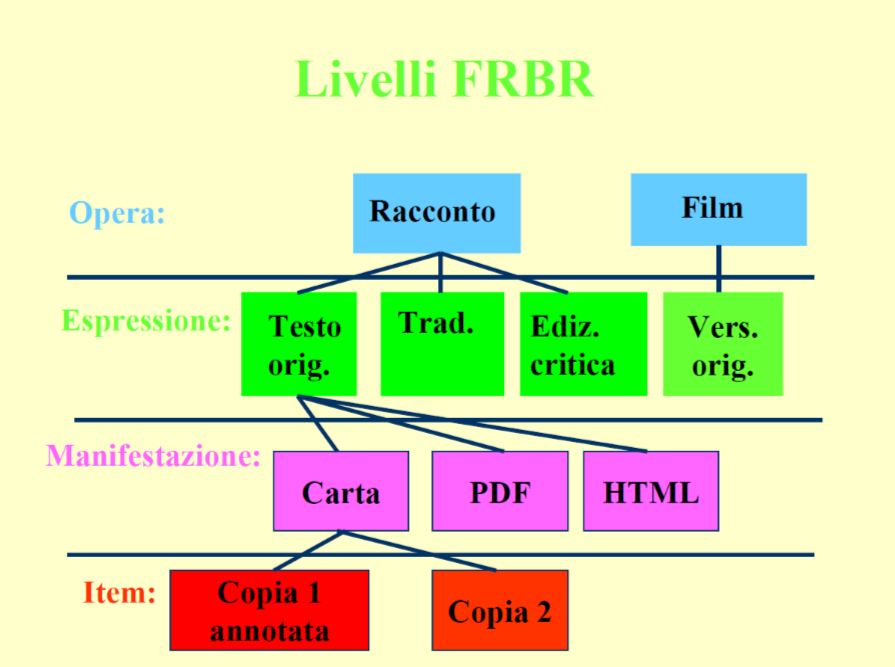 Livelli FRBR
Opera:
Racconto
Film
Espressione:
Testo
orig.
Trad.
Ediz.
critica
Vers.
orig.
Manifestazione:
Carta
PDF
HTML
Item:
Copia 1
annotata
Copia 2